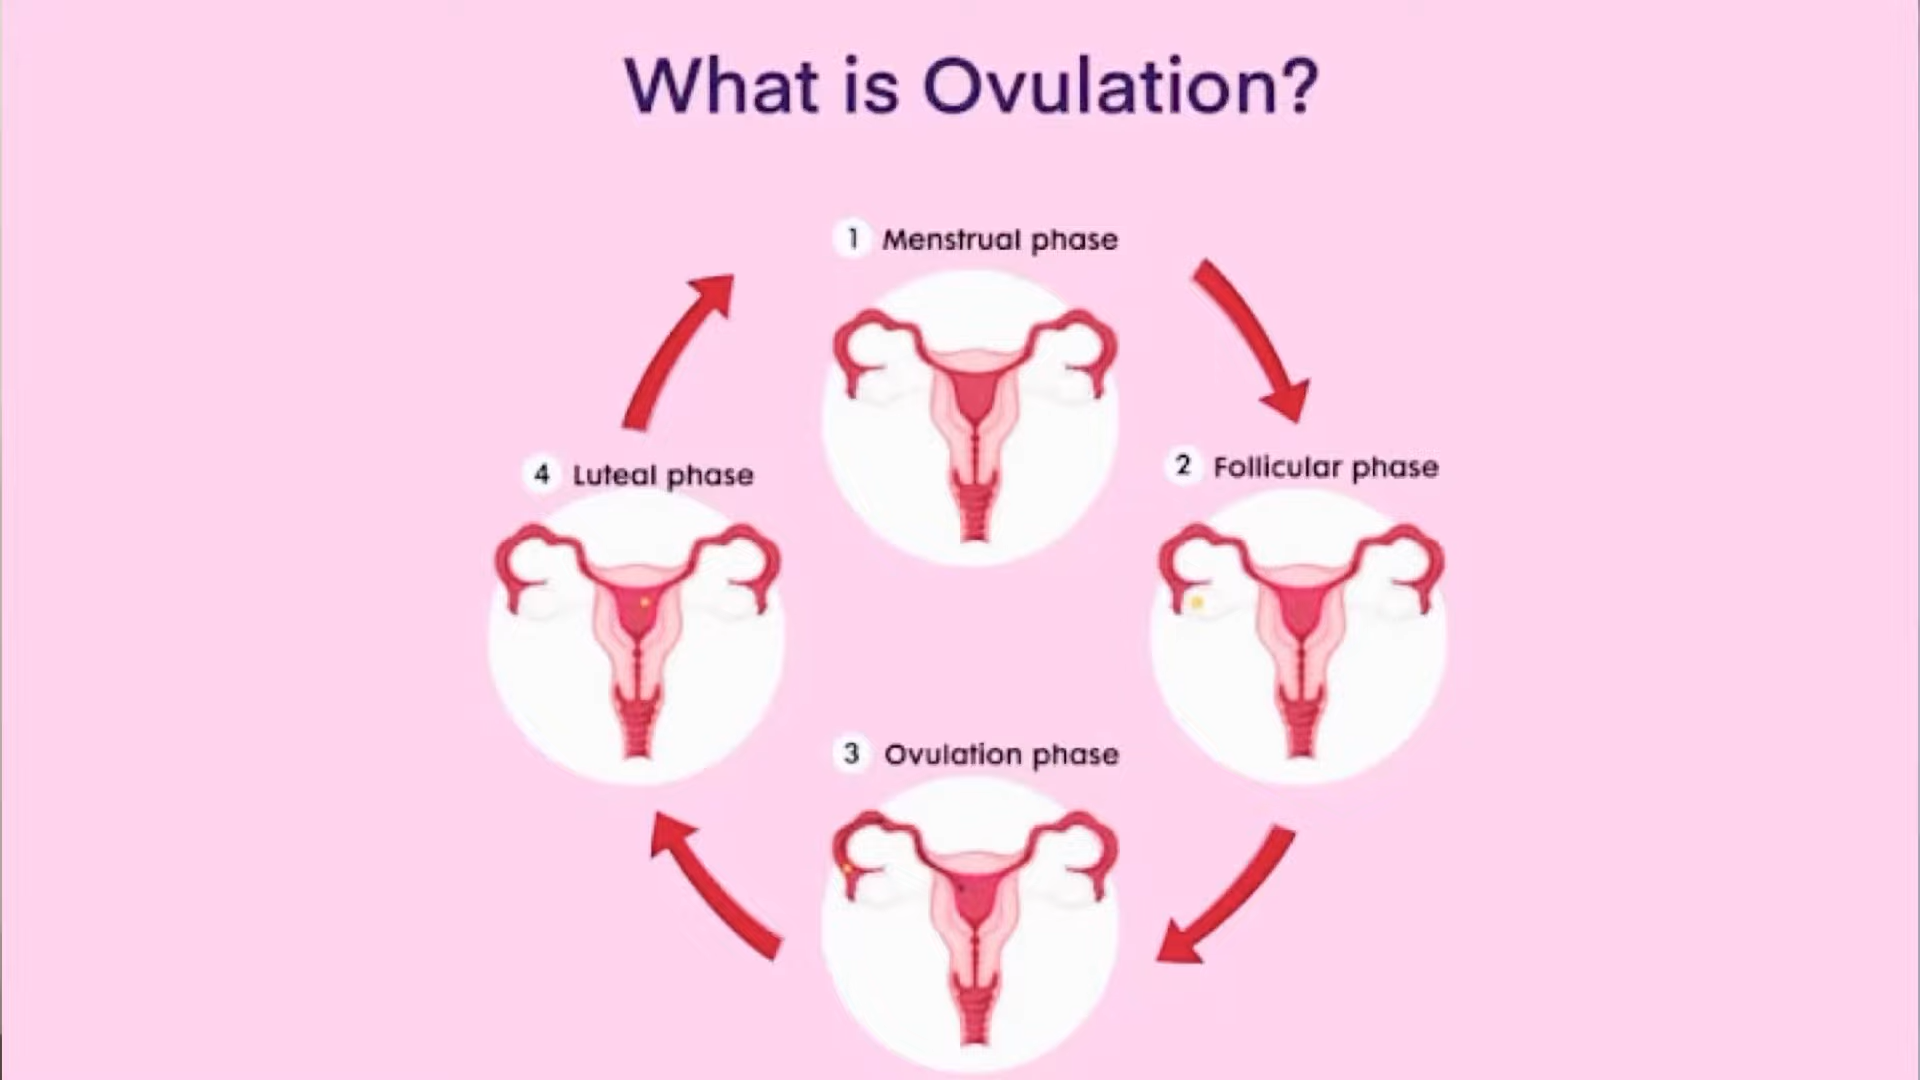 What is Ovulation?
1 Menstrual phase
2 Follicular phase
4 Luteal phase
3 Ovulation phase